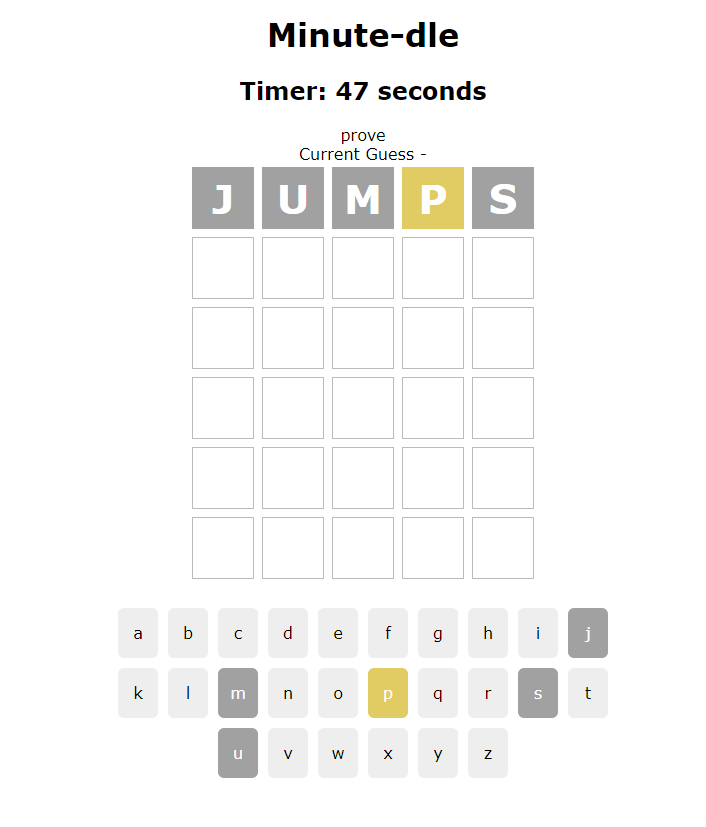 Minute-dle
Timer: 47 seconds
prove
Current Guess -
J U M P S
a b c d e f g h i j
k l m n o p q r s t
u v w x y z